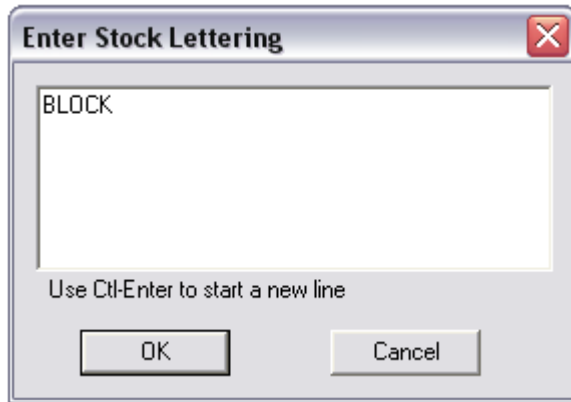 Enter Stock Lettering
BLOCK
Use Ctl-Enter to start a new line
OK
Cancel